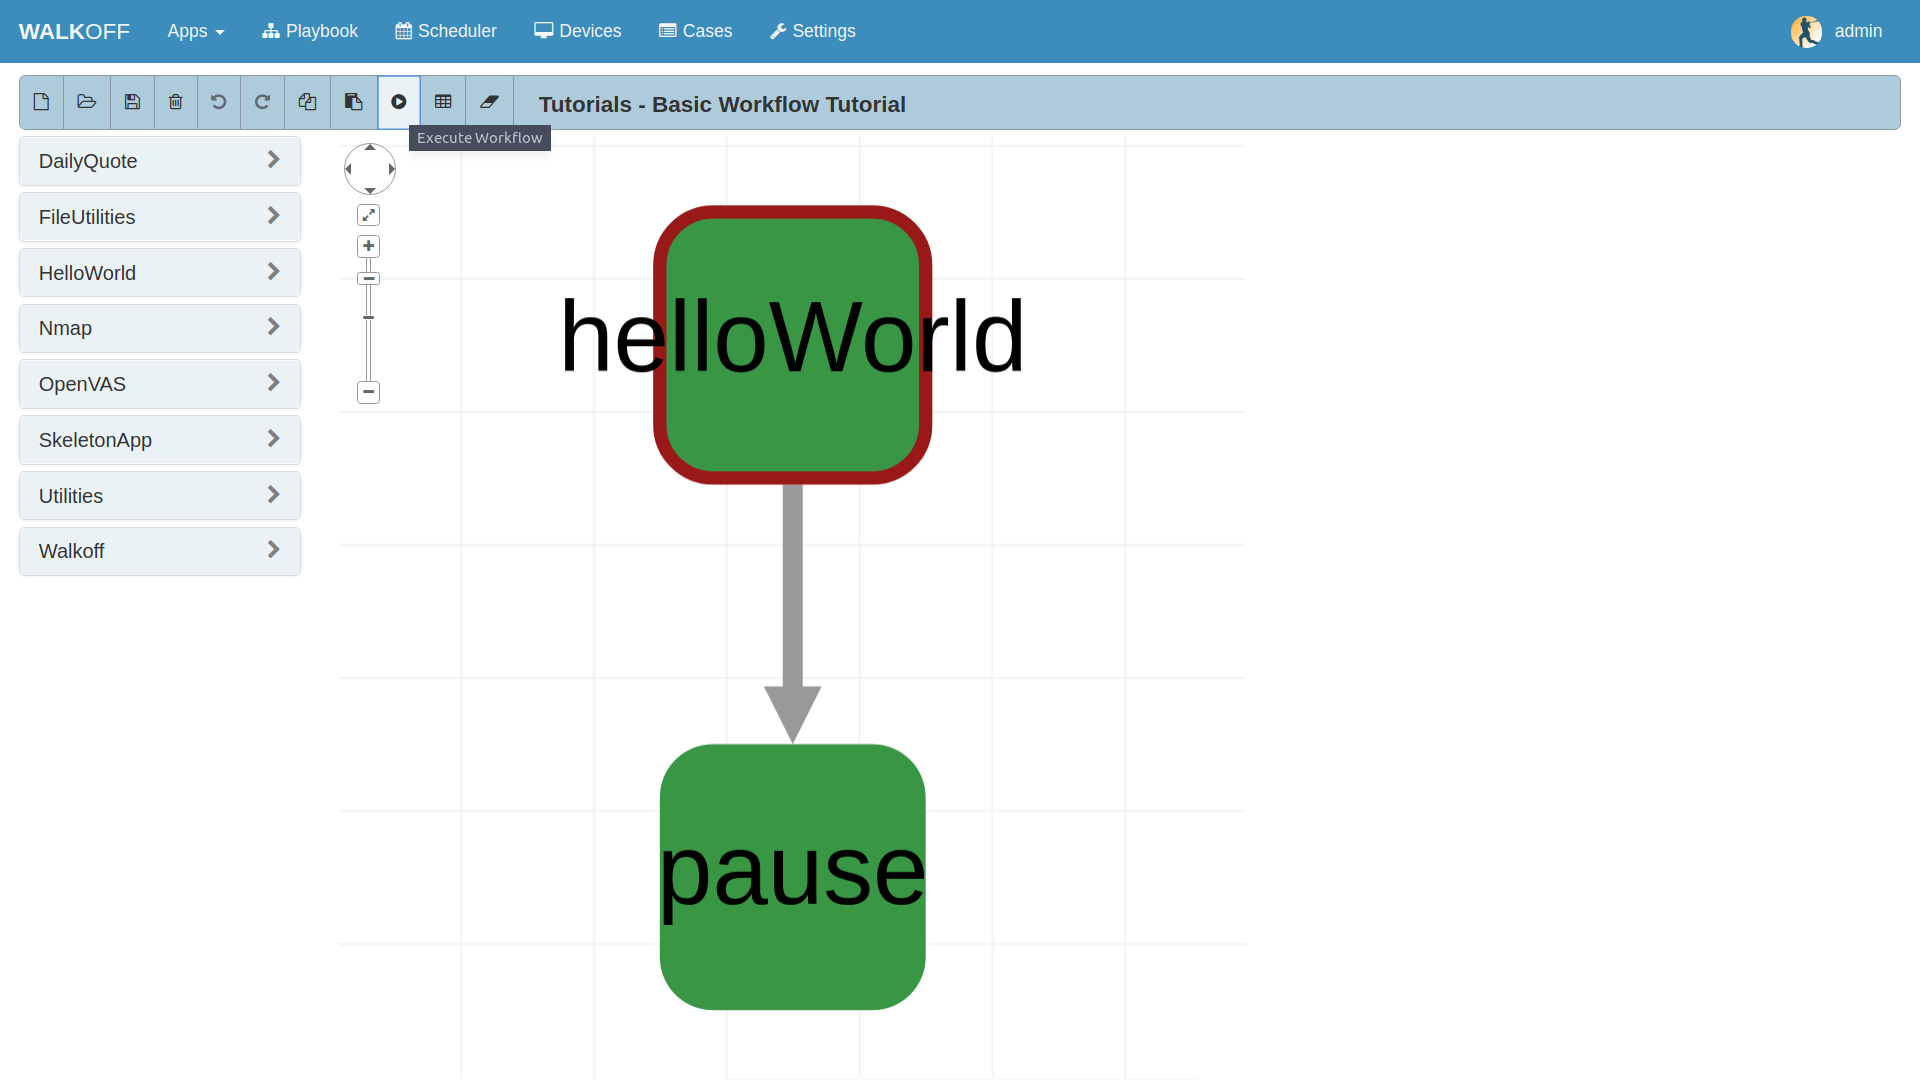 WALKOFF Apps Playbook Scheduler Devices Cases Settings admin
Tutorials - Basic Workflow Tutorial
Execute Workflow
DailyQuote
FileUtilities
HelloWorld
Nmap
OpenVAS
SkeletonApp
Utilities
Walkoff
helloWorld
pause